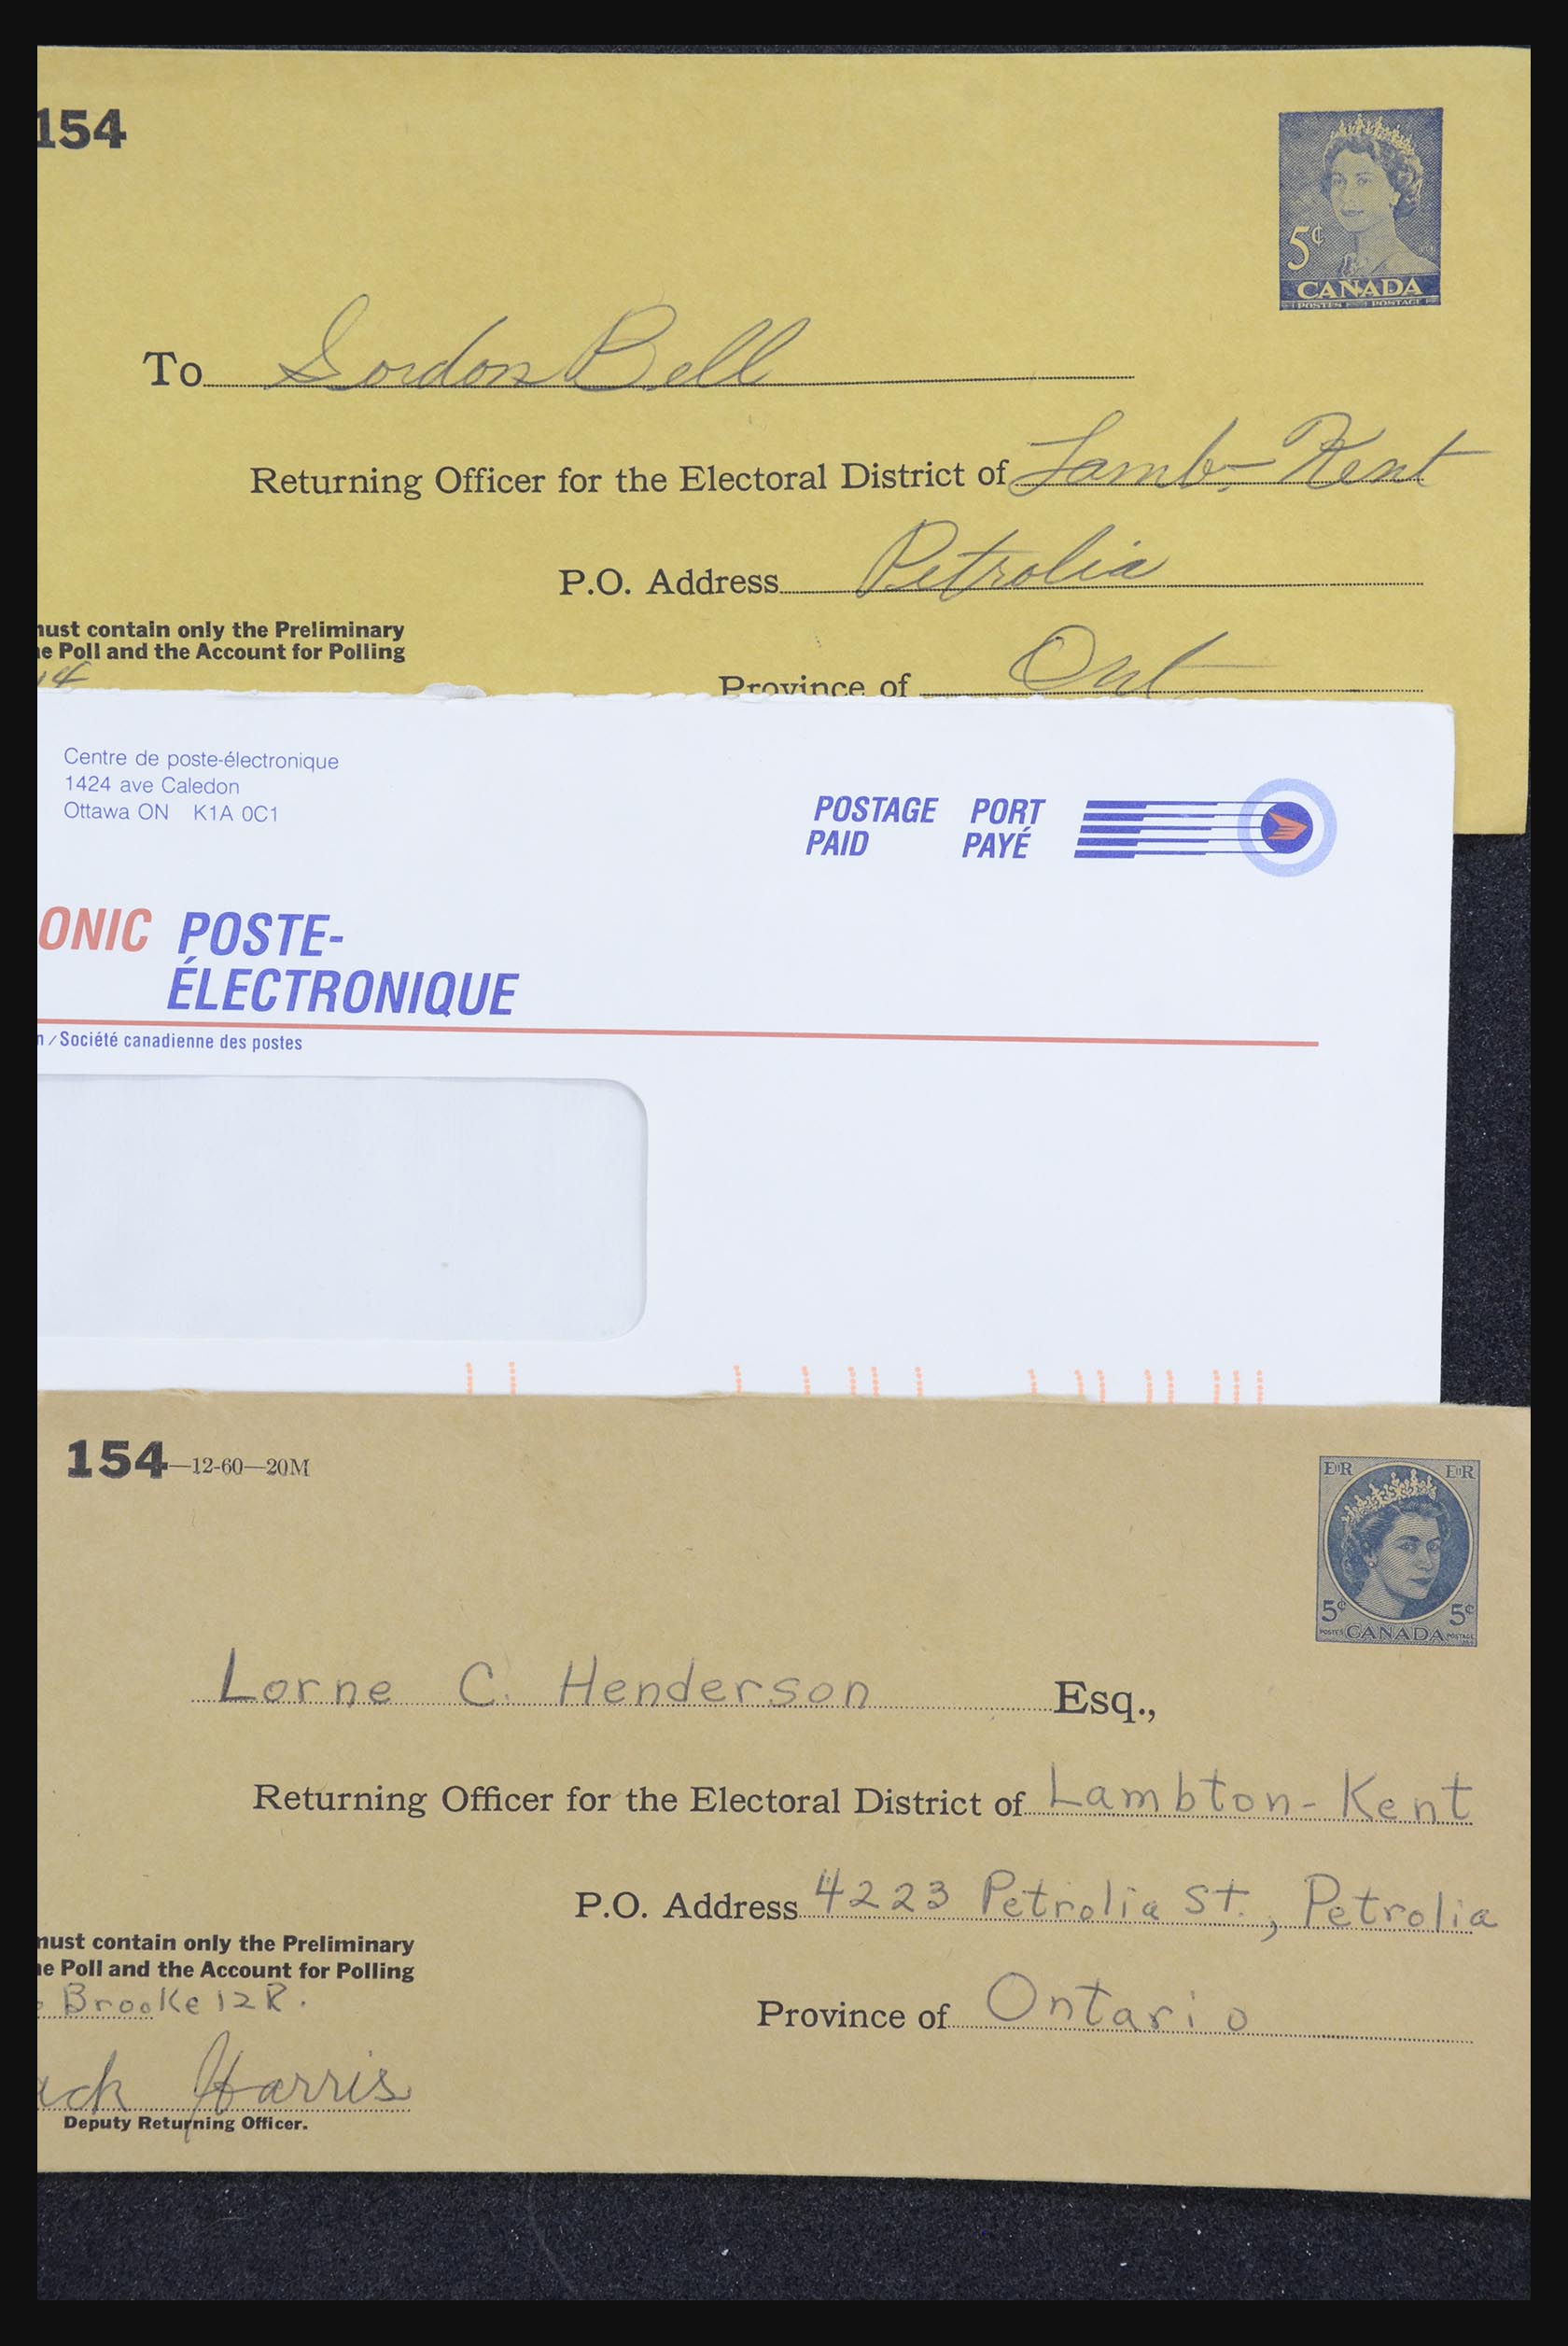 154
5¢
CANADA
POSTES POSTAGE
To Gordon Bell
Returning Officer for the Electoral District of Lamb.-Kent
P.O. Address Petrolia
must contain only the Preliminary
e Poll and the Account for Polling
14
Province of Ont
Centre de poste-électronique
1424 ave Caledon
Ottawa ON K1A 0C1
POSTAGE PORT
PAID PAYÉ
ONIC POSTE-
ÉLECTRONIQUE
n/Société canadienne des postes
154—12-60—20M
EIIR EIIR
5¢ 5¢
POSTES CANADA POSTAGE
Lorne C. Henderson Esq.,
Returning Officer for the Electoral District of Lambton-Kent
P.O. Address 4223 Petrolia St., Petrolia
must contain only the Preliminary
e Poll and the Account for Polling
Brooke 12R.
Province of Ontario
ack Harris
Deputy Returning Officer.